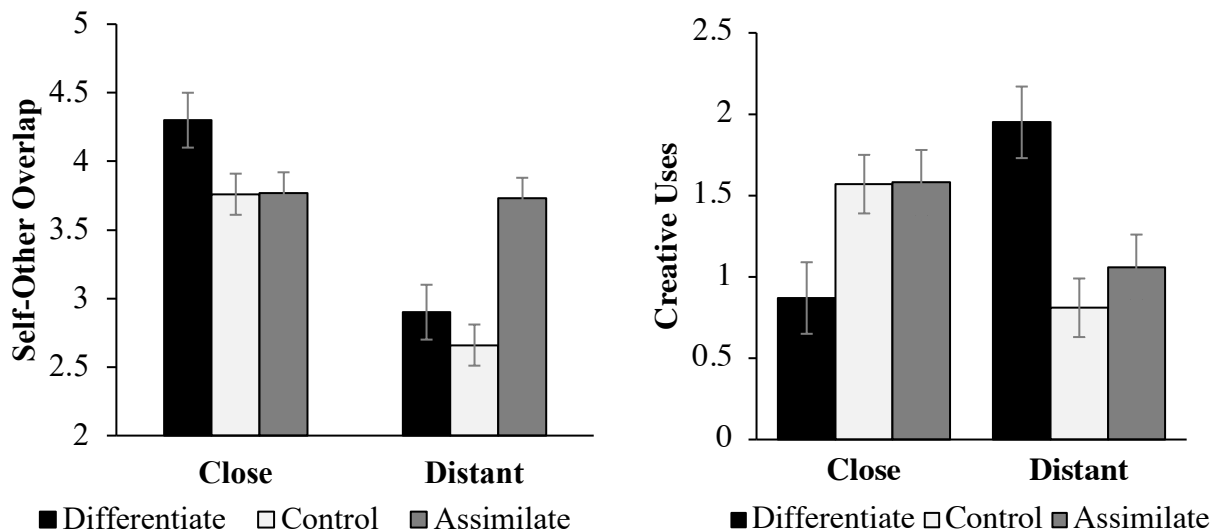 Self-Other Overlap
5
4.5
4
3.5
3
2.5
2
Close Distant
Differentiate Control Assimilate
Creative Uses
2.5
2
1.5
1
0.5
0
Close Distant
Differentiate Control Assimilate